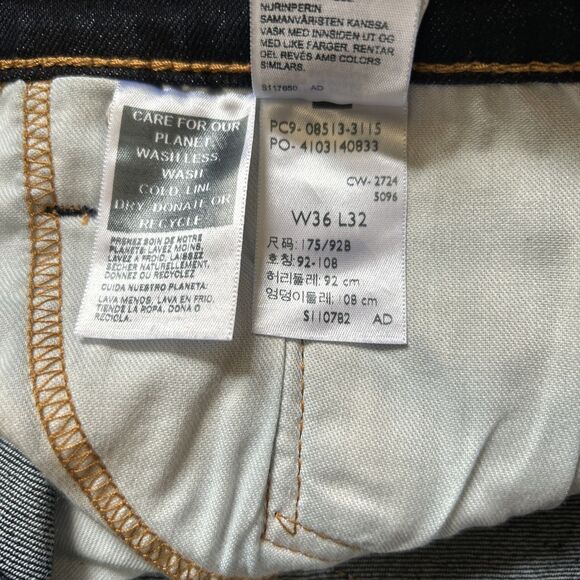 NURINPERIN
SAMANVÄRISTEN KANSSA
VASK MED INNSIDEN UT OG
MED LIKE FARGER. RENTAR
DEL REVÉS AMB COLORS
SIMILARS.
S117650 AD
CARE FOR OUR
PLANET
WASH LESS,
WASH
COLD, LINE
DRY, DONATE OR
RECYCLE
PRENEZ SOIN DE NOTRE
PLANETE: LAVEZ MOINS,
LAVEZ A FROID, LAISSEZ
SÉCHER NATURELLEMENT,
DONNEZ OU RECYCLEZ
CUIDA NUESTRO PLANETA:
LAVA MENOS, LAVA EN FRIO,
TIENDE LA ROPA, DONA O
RECICLA.
PC9- 08513-3115
PO- 4103140833
CW- 2724
5096
W36 L32
尺码: 175/92B
호칭: 92-108
허리둘레: 92 cm
엉덩이둘레: 108 cm
S110782 AD